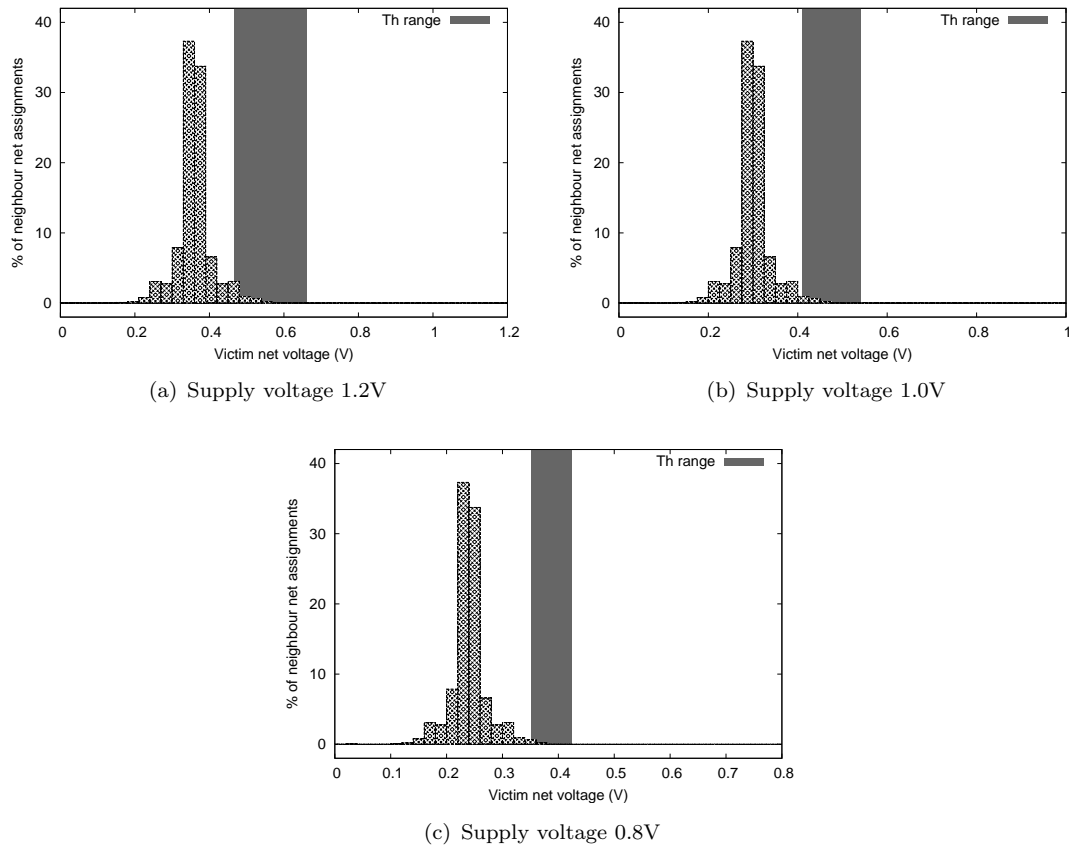 40
30
20
10
0
% of neighbour net assignments
Th range
0 0.2 0.4 0.6 0.8 1 1.2
Victim net voltage (V)
(a) Supply voltage 1.2V
40
30
20
10
0
% of neighbour net assignments
Th range
0 0.2 0.4 0.6 0.8 1
Victim net voltage (V)
(b) Supply voltage 1.0V
40
30
20
10
0
% of neighbour net assignments
Th range
0 0.1 0.2 0.3 0.4 0.5 0.6 0.7 0.8
Victim net voltage (V)
(c) Supply voltage 0.8V